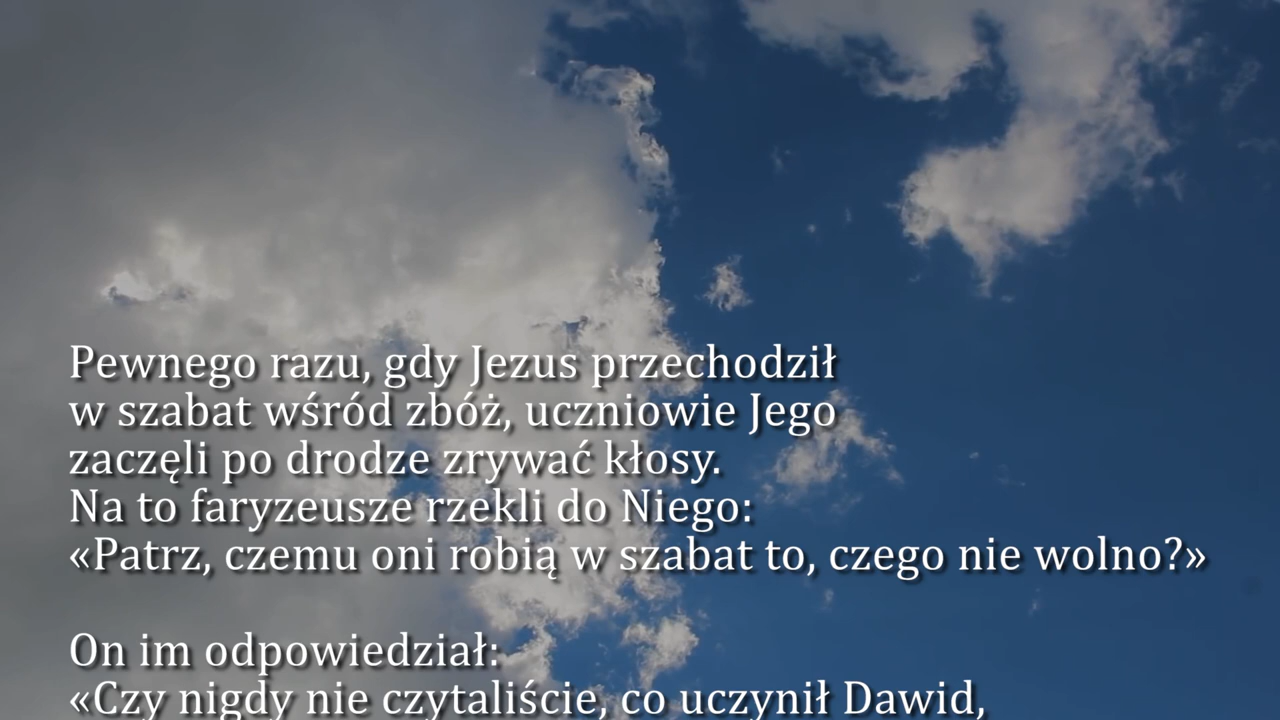 Pewnego razu, gdy Jezus przechodził
w szabat wśród zbóż, uczniowie Jego
zaczęli po drodze zrywać kłosy.
Na to faryzeusze rzekli do Niego:
«Patrz, czemu oni robią w szabat to, czego nie wolno?»
On im odpowiedział:
«Czy nigdy nie czytaliście, co uczynił Dawid,